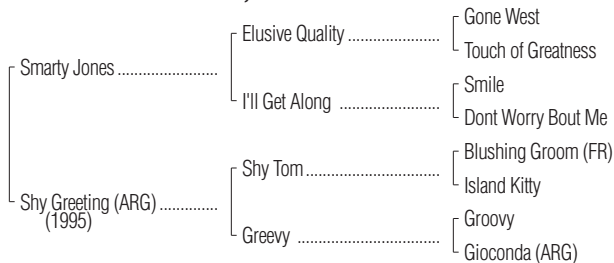 Gone West
Elusive Quality ....................
Touch of Greatness
Smarty Jones ......................
Smile
I'll Get Along ......................
Dont Worry Bout Me
Blushing Groom (FR)
Shy Tom .............................
Island Kitty
Shy Greeting (ARG) .............
(1995)
Groovy
Greevy ...............................
Gioconda (ARG)